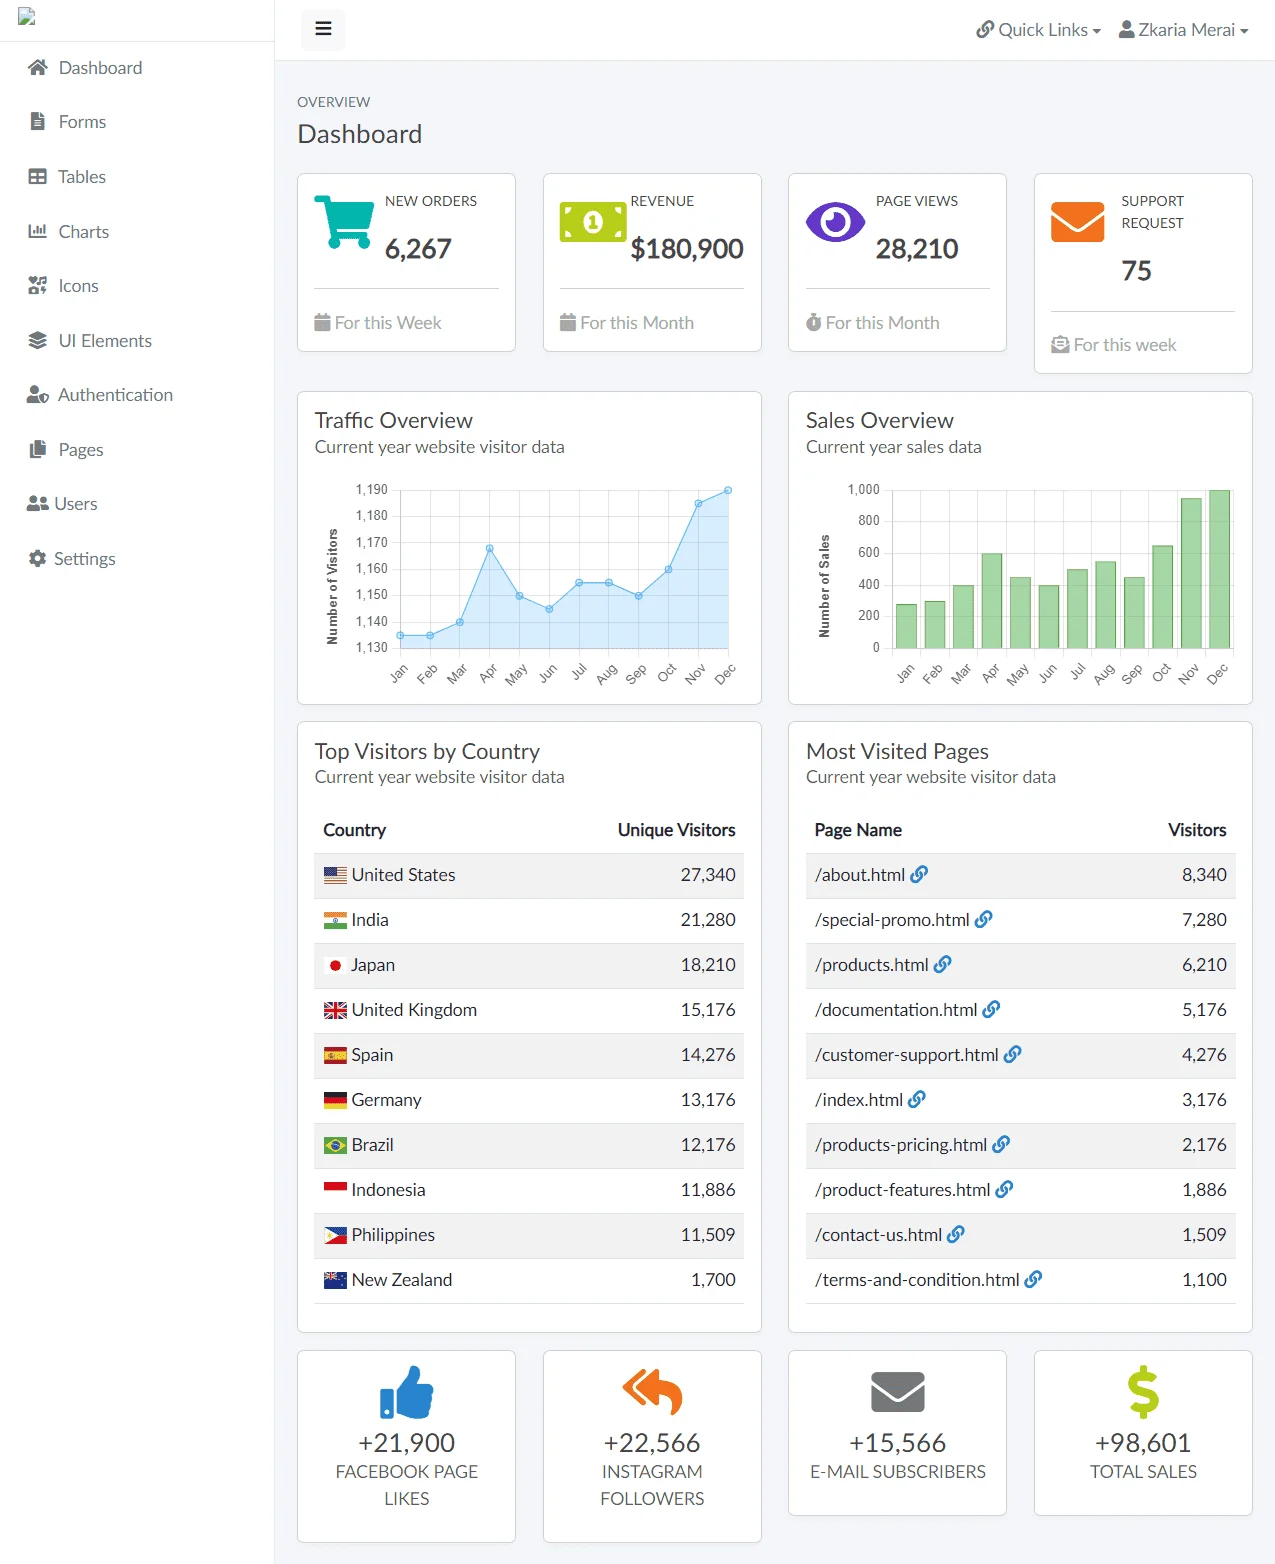 Quick Links
Zkaria Merai
Dashboard
Forms
Tables
Charts
Icons
UI Elements
Authentication
Pages
Users
Settings
OVERVIEW
Dashboard
NEW ORDERS
6,267
For this Week
REVENUE
$180,900
For this Month
PAGE VIEWS
28,210
For this Month
SUPPORT
REQUEST
75
For this week
Traffic Overview
Current year website visitor data
Number of Visitors
1,190
1,180
1,170
1,160
1,150
1,140
1,130
Jan Feb Mar Apr May Jun Jul Aug Sep Oct Nov Dec
Sales Overview
Current year sales data
Number of Sales
1,000
800
600
400
200
0
Jan Feb Mar Apr May Jun Jul Aug Sep Oct Nov Dec
Top Visitors by Country
Current year website visitor data
Country Unique Visitors
United States 27,340
India 21,280
Japan 18,210
United Kingdom 15,176
Spain 14,276
Germany 13,176
Brazil 12,176
Indonesia 11,886
Philippines 11,509
New Zealand 1,700
Most Visited Pages
Current year website visitor data
Page Name Visitors
/about.html 8,340
/special-promo.html 7,280
/products.html 6,210
/documentation.html 5,176
/customer-support.html 4,276
/index.html 3,176
/products-pricing.html 2,176
/product-features.html 1,886
/contact-us.html 1,509
/terms-and-condition.html 1,100
+21,900
FACEBOOK PAGE
LIKES
+22,566
INSTAGRAM
FOLLOWERS
+15,566
E-MAIL SUBSCRIBERS
+98,601
TOTAL SALES